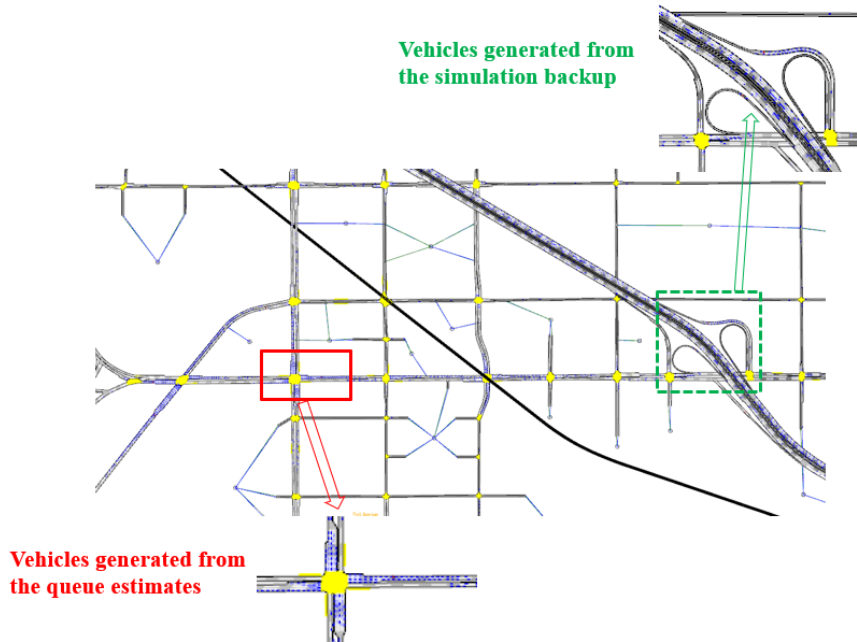 Vehicles generated from
the simulation backup
Vehicles generated from
the queue estimates